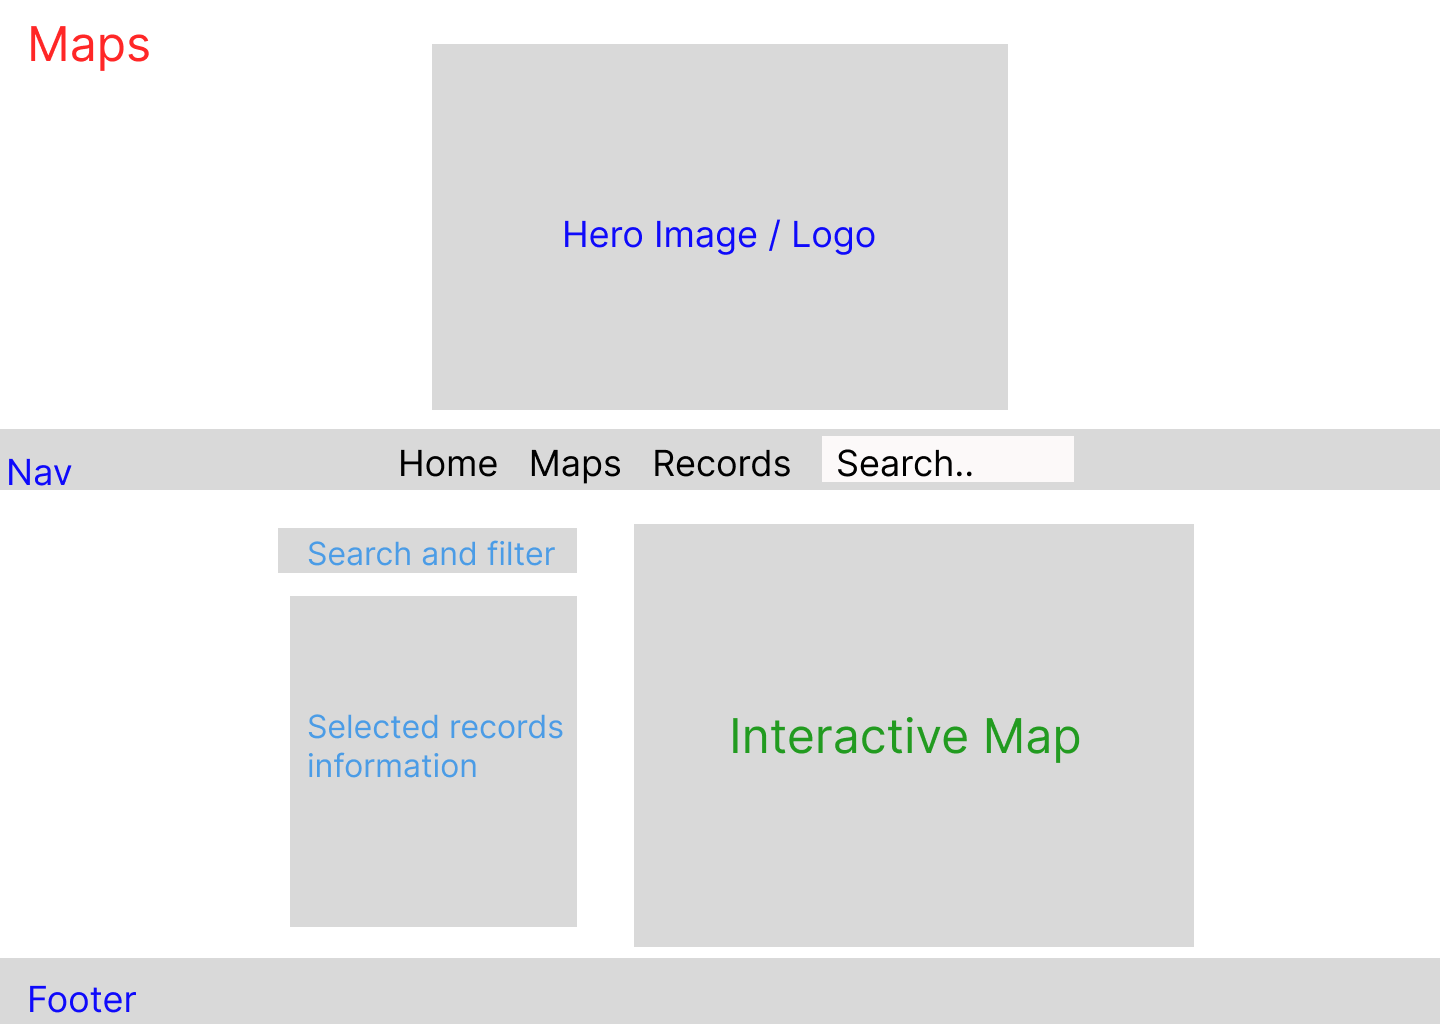 Maps
Hero Image / Logo
Nav
Home Maps Records Search..
Search and filter
Selected records
information
Interactive Map
Footer